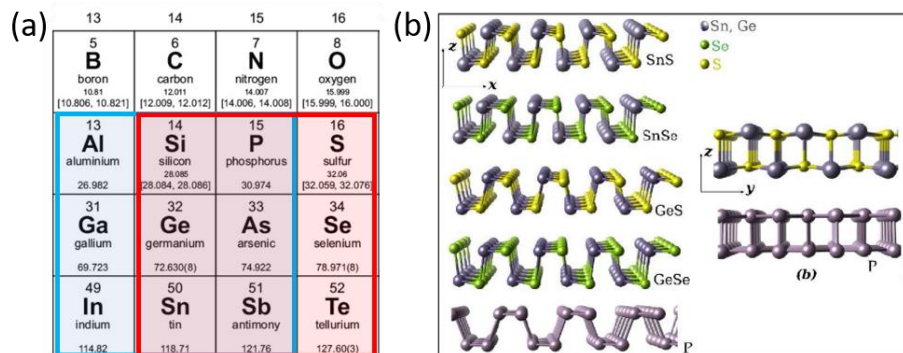 (a)
13 14 15 16
5 6 7 8
B C N O
boron carbon nitrogen oxygen
10.81 12.011 14.007 15.999
[10.806, 10.821] [12.009, 12.012] [14.006, 14.008] [15.999, 16.000]
13 14 15 16
Al Si P S
aluminium silicon phosphorus sulfur
28.085 32.06
26.982 [28.084, 28.086] 30.974 [32.059, 32.076]
31 32 33 34
Ga Ge As Se
gallium germanium arsenic selenium
69.723 72.630(8) 74.922 78.971(8)
49 50 51 52
In Sn Sb Te
indium tin antimony tellurium
114.82 118.71 121.76 127.60(3)
(b)
z
x
SnS
SnSe
GeS
GeSe
P
Sn, Ge
Se
S
z
y
P
(b)